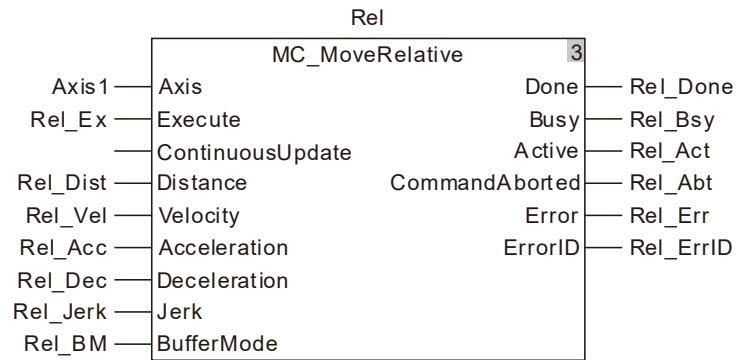 Rel
MC_MoveRelative 3
Axis1 Axis Done Rel_Done
Rel_Ex Execute Busy Rel_Bsy
ContinuousUpdate Active Rel_Act
Rel_Dist Distance CommandAborted Rel_Abt
Rel_Vel Velocity Error Rel_Err
Rel_Acc Acceleration ErrorID Rel_ErrID
Rel_Dec Deceleration
Rel_Jerk Jerk
Rel_BM BufferMode